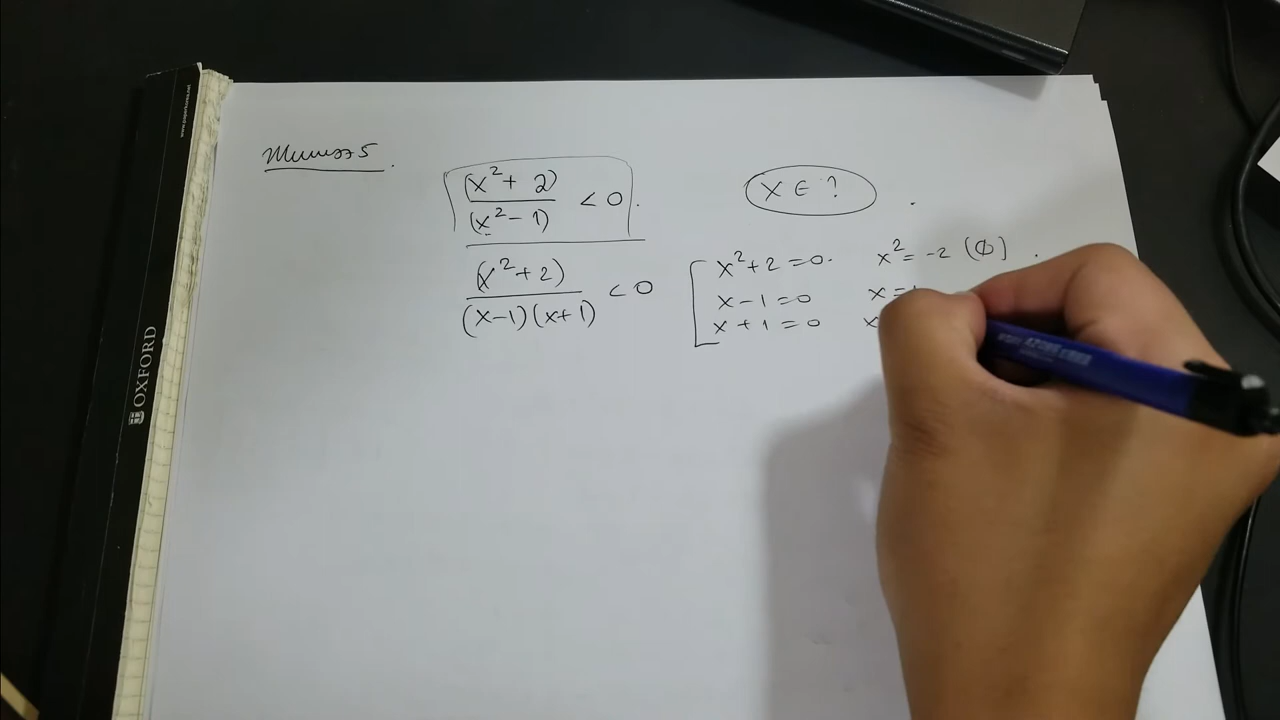 5.
(x² + 2)
(x² - 1)
< 0.
x ∈ ?
(x² + 2)
(x-1)(x+1)
< 0
x² + 2 = 0. x² = -2 (∅).
x - 1 = 0 x =
x + 1 = 0 x
OXFORD